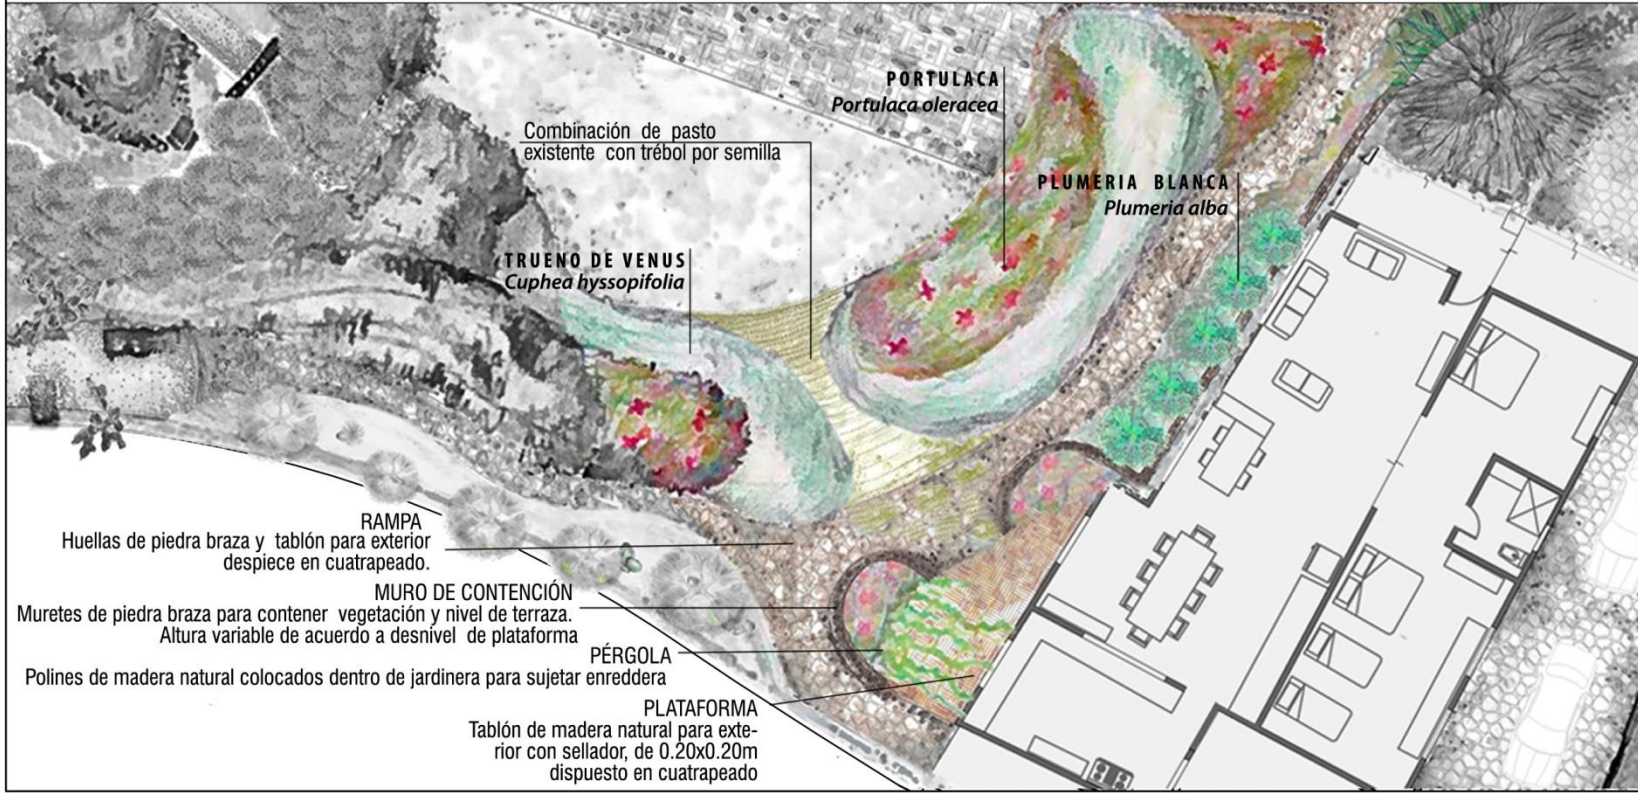 PORTULACA
Portulaca oleracea
Combinación de pasto
existente con trébol por semilla
PLUMERIA BLANCA
Plumeria alba
TRUENO DE VENUS
Cuphea hyssopifolia
RAMPA
Huellas de piedra braza y tablón para exterior
despiece en cuatrapeado.
MURO DE CONTENCIÓN
Muretes de piedra braza para contener vegetación y nivel de terraza.
Altura variable de acuerdo a desnivel de plataforma
PÉRGOLA
Polines de madera natural colocados dentro de jardinera para sujetar enreddera
PLATAFORMA
Tablón de madera natural para exte-
rior con sellador, de 0.20x0.20m
dispuesto en cuatrapeado